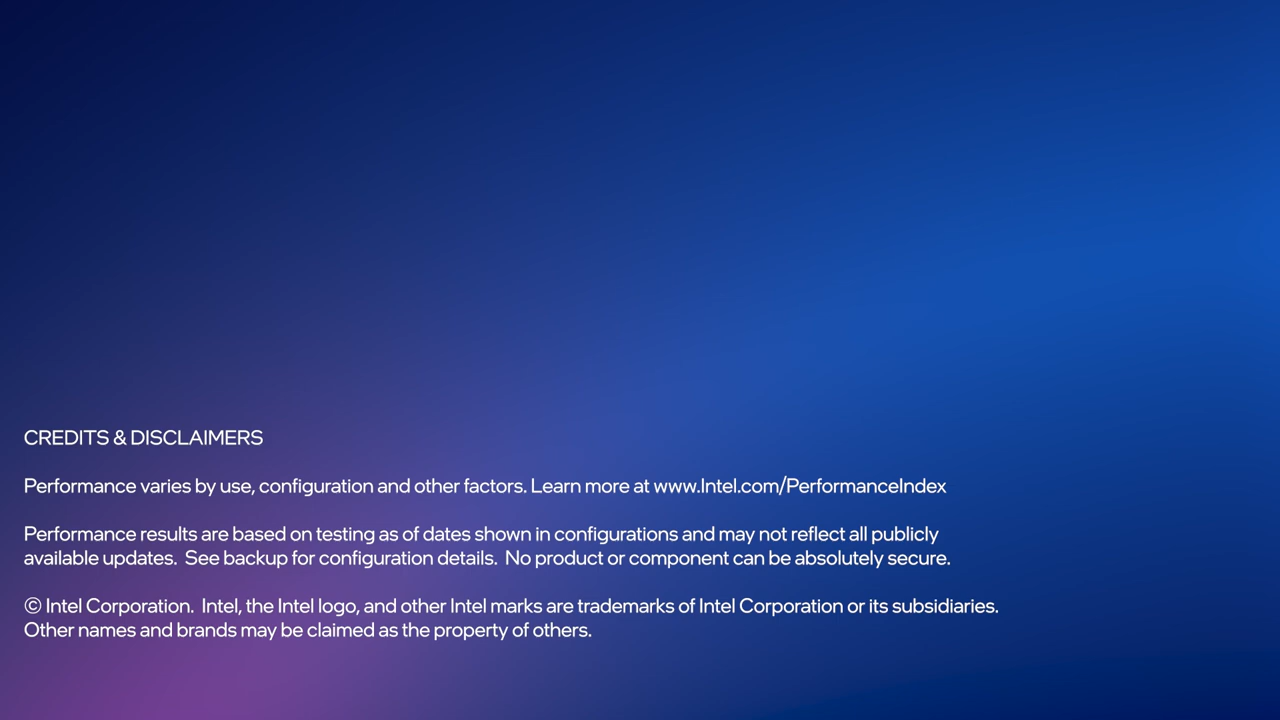 CREDITS & DISCLAIMERS
Performance varies by use, configuration and other factors. Learn more at www.Intel.com/PerformanceIndex
Performance results are based on testing as of dates shown in configurations and may not reflect all publicly
available updates.  See backup for configuration details.  No product or component can be absolutely secure.
© Intel Corporation.  Intel, the Intel logo, and other Intel marks are trademarks of Intel Corporation or its subsidiaries.
Other names and brands may be claimed as the property of others.